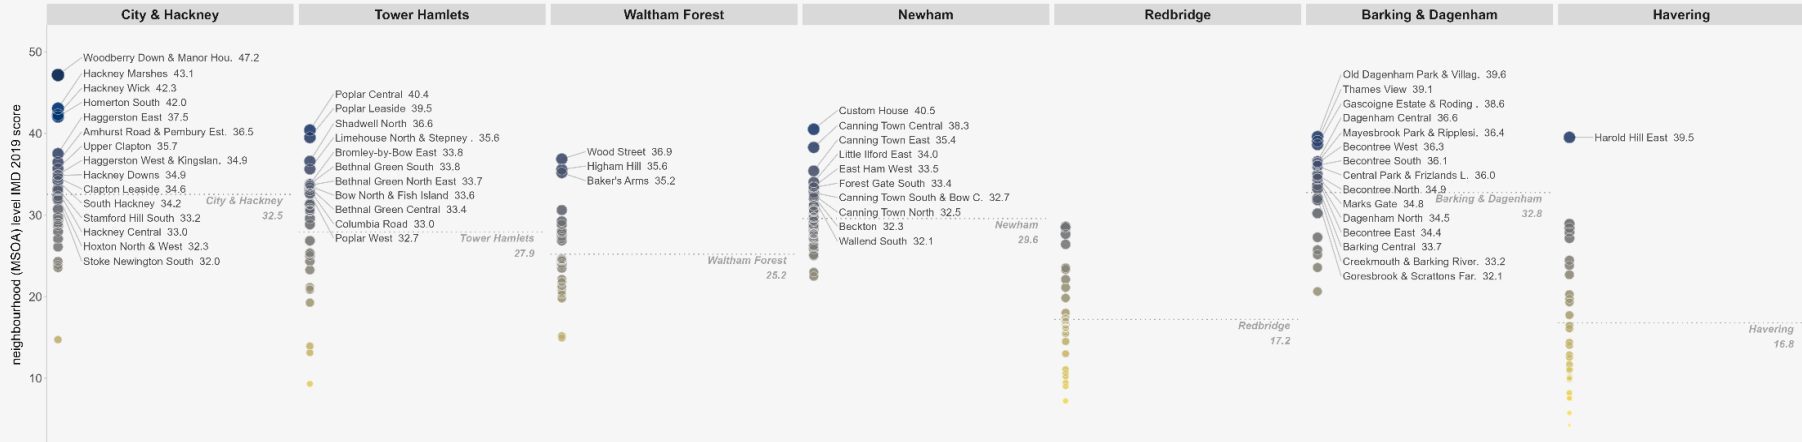 City & Hackney
Tower Hamlets
Waltham Forest
Newham
Redbridge
Barking & Dagenham
Havering
neighbourhood (MSOA) level IMD 2019 score
50
40
30
20
10
Woodberry Down & Manor Hou. 47.2
Hackney Marshes 43.1
Hackney Wick 42.3
Homerton South 42.0
Haggerston East 37.5
Amhurst Road & Pembury Est. 36.5
Upper Clapton 35.7
Haggerston West & Kingslan. 34.9
Hackney Downs 34.9
Clapton Leaside 34.6
South Hackney 34.2
Stamford Hill South 33.2
Hackney Central 33.0
Hoxton North & West 32.3
Stoke Newington South 32.0
City & Hackney
32.5
Poplar Central 40.4
Poplar Leaside 39.5
Shadwell North 36.6
Limehouse North & Stepney . 35.6
Bromley-by-Bow East 33.8
Bethnal Green South 33.8
Bethnal Green North East 33.7
Bow North & Fish Island 33.6
Bethnal Green Central 33.4
Columbia Road 33.0
Poplar West 32.7
Tower Hamlets
27.9
Wood Street 36.9
Higham Hill 35.6
Baker's Arms 35.2
Waltham Forest
25.2
Custom House 40.5
Canning Town Central 38.3
Canning Town East 35.4
Little Ilford East 34.0
East Ham West 33.5
Forest Gate South 33.4
Canning Town South & Bow C. 32.7
Canning Town North 32.5
Beckton 32.3
Wallend South 32.1
Newham
29.6
Redbridge
17.2
Old Dagenham Park & Villag. 39.6
Thames View 39.1
Gascoigne Estate & Roding . 38.6
Dagenham Central 36.6
Mayesbrook Park & Ripplesi. 36.4
Becontree West 36.3
Becontree South 36.1
Central Park & Frizlands L. 36.0
Becontree North 34.9
Marks Gate 34.8
Dagenham North 34.5
Becontree East 34.4
Barking Central 33.7
Creekmouth & Barking River. 33.2
Goresbrook & Scrattons Far. 32.1
Barking & Dagenham
32.8
Harold Hill East 39.5
Havering
16.8